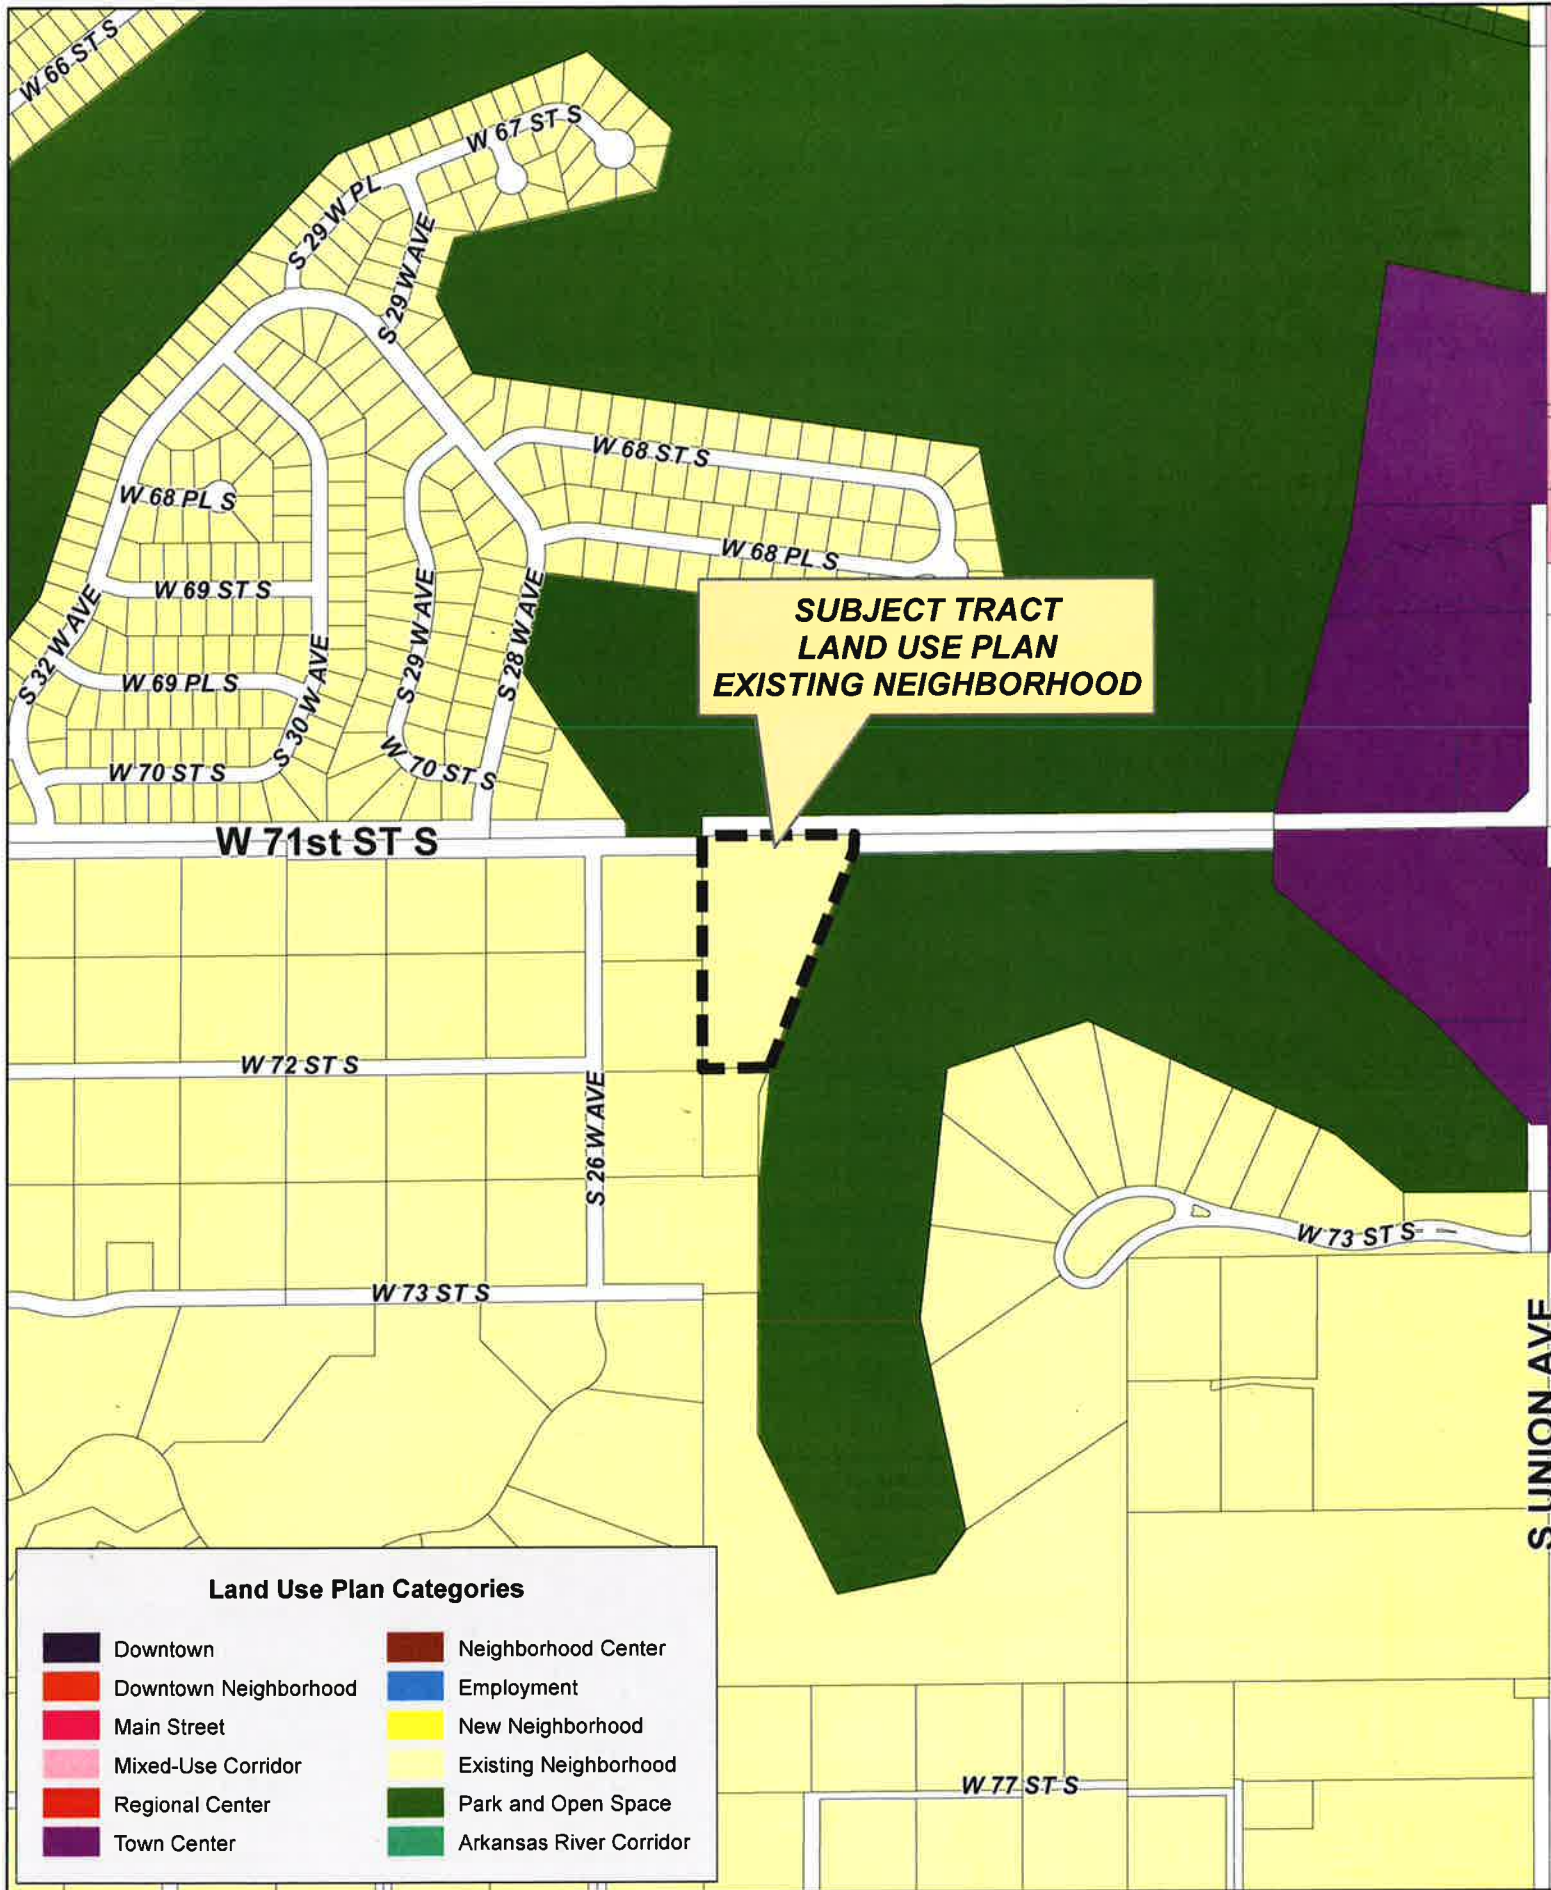 W 66 ST S
W 67 ST S
S 29 W PL
S 29 W AVE
W 68 ST S
W 68 PL S
W 68 PL S
W 69 ST S
S 32 W AVE
S 29 W AVE
S 28 W AVE
W 69 PL S
S 30 W AVE
W 70 ST S
W 70 ST S
SUBJECT TRACT
LAND USE PLAN
EXISTING NEIGHBORHOOD
W 71st ST S
W 72 ST S
S 26 W AVE
W 73 ST S
W 73 ST S
S UNION AVE
W 77 ST S
Land Use Plan Categories
Downtown
Downtown Neighborhood
Main Street
Mixed-Use Corridor
Regional Center
Town Center
Neighborhood Center
Employment
New Neighborhood
Existing Neighborhood
Park and Open Space
Arkansas River Corridor